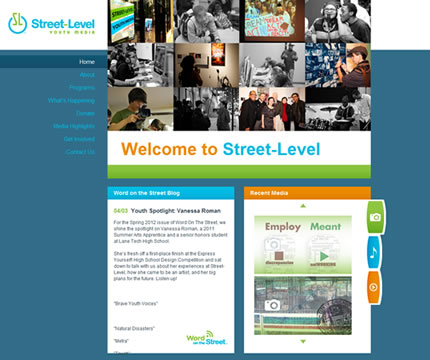 Street-Level
YOUTH MEDIA
Home
About
Programs
What's Happening
Donate
Media Highlights
Get Involved
Contact Us
Welcome to Street-Level
Word on the Street Blog
04/03 Youth Spotlight: Vanessa Roman
For the Spring 2012 issue of Word On The Street, we
shine the spotlight on Vanessa Roman, a 2011
Summer Arts Apprentice and a senior honors student
at Lane Tech High School.
She's fresh off a first-place finish at the Express
Yourself! High School Design Competition and sat
down to talk with us about her experiences at Street-
Level, how she came to be an artist, and her big
plans for the future. Listen up!
"Brave Youth Voices"
"Natural Disasters"
"Metra"
Word
on the
Street.
Recent Media
Employ Meant
discrepancies netWORKING